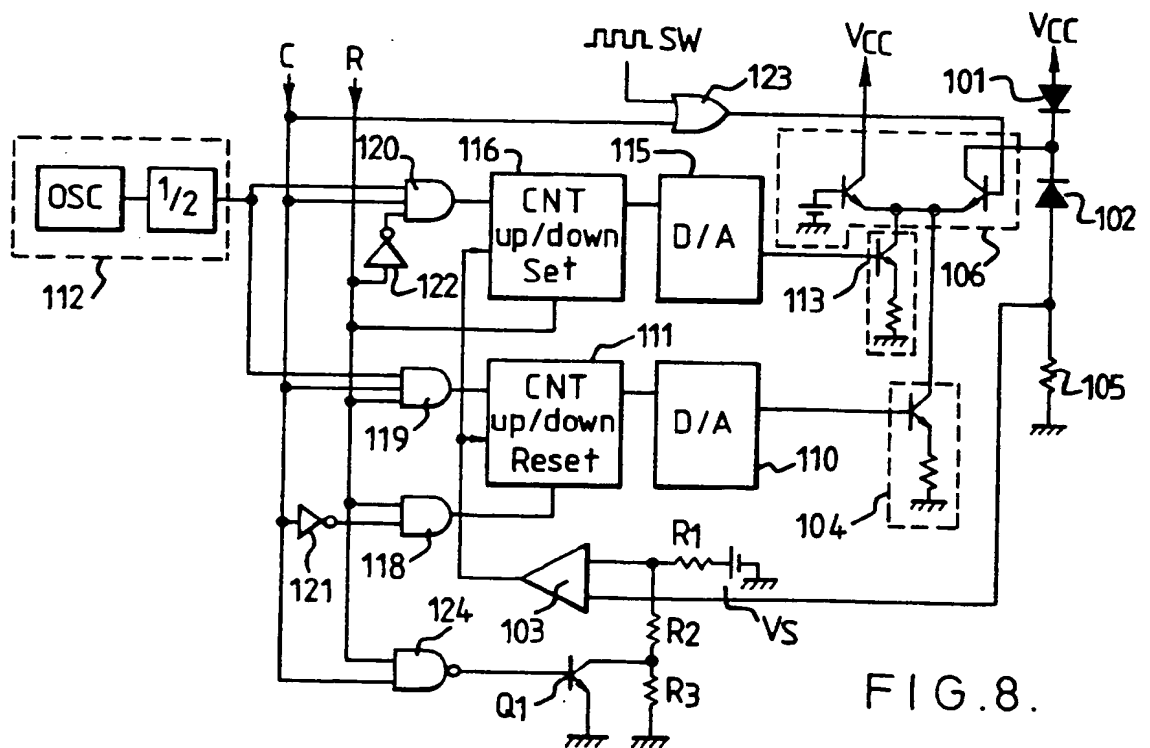 C
R
SW
VCC
VCC
123
101
120
116
115
OSC
1/2
CNT
up/down
Set
D/A
102
122
113
106
112
111
CNT
up/down
Reset
D/A
105
119
110
104
118
121
R1
103
VS
124
R2
Q1
R3
FIG.8.